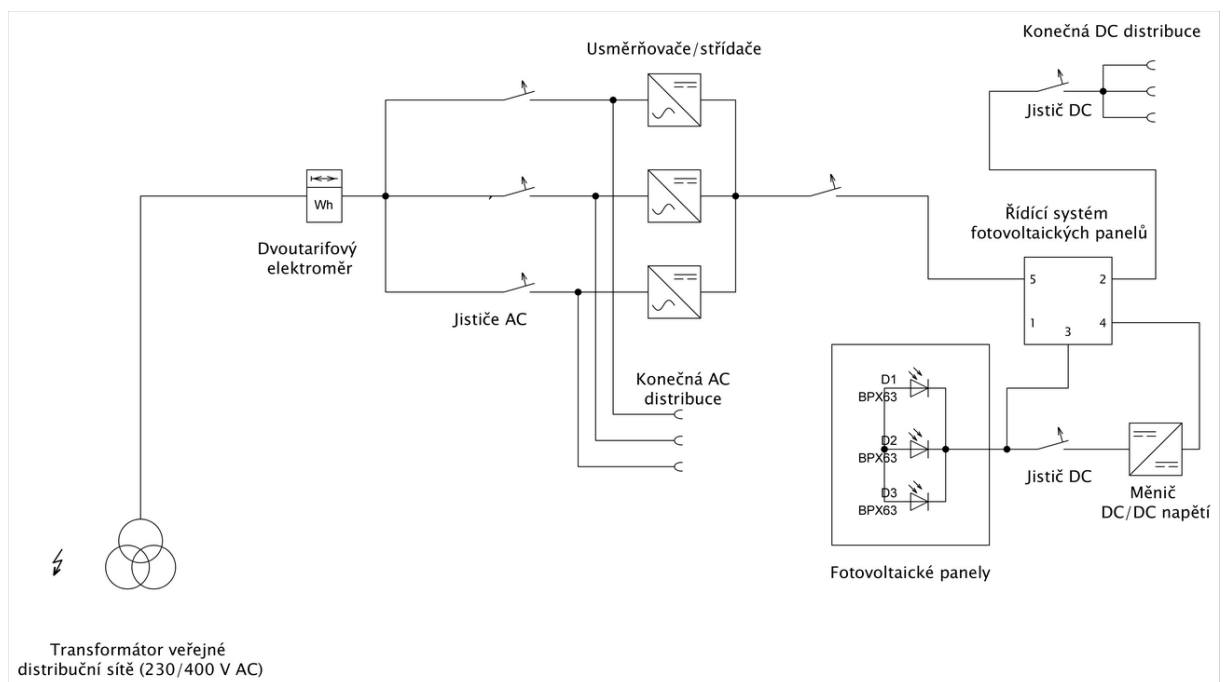 Konečná DC distribuce
Usměrňovače/střídače
Jistič DC
Wh
Dvoutarifový
elektroměr
Řídící systém
fotovoltaických panelů
5
2
1
3
4
Jističe AC
Konečná AC
distribuce
D1
BPX63
D2
BPX63
D3
BPX63
Jistič DC
Měnič
DC/DC napětí
Fotovoltaické panely
Transformátor veřejné
distribuční sítě (230/400 V AC)